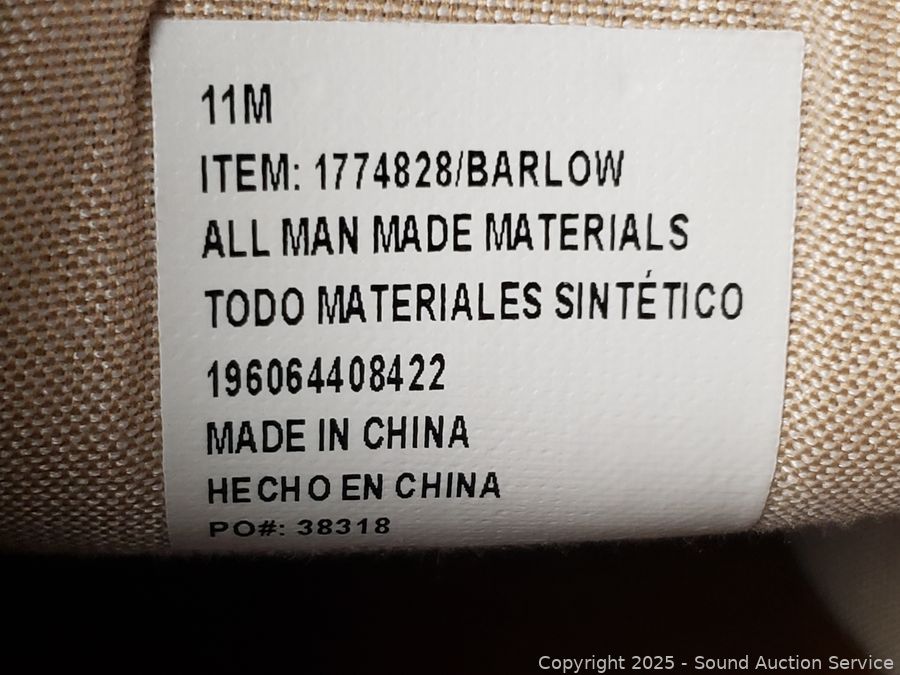 11M
ITEM: 1774828/BARLOW
ALL MAN MADE MATERIALS
TODO MATERIALES SINTÉTICO
196064408422
MADE IN CHINA
HECHO EN CHINA
PO#: 38318
Copyright 2025 - Sound Auction Service